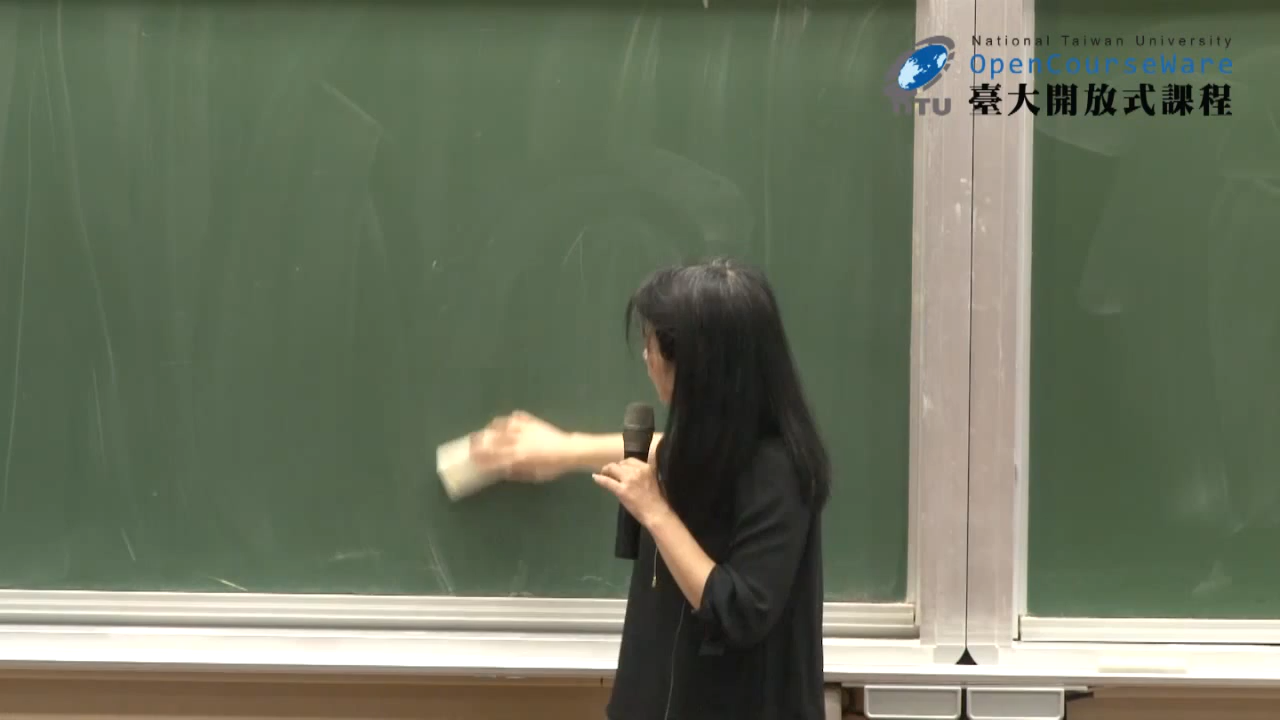 National Taiwan University
OpenCourseWare
臺大開放式課程
NTU